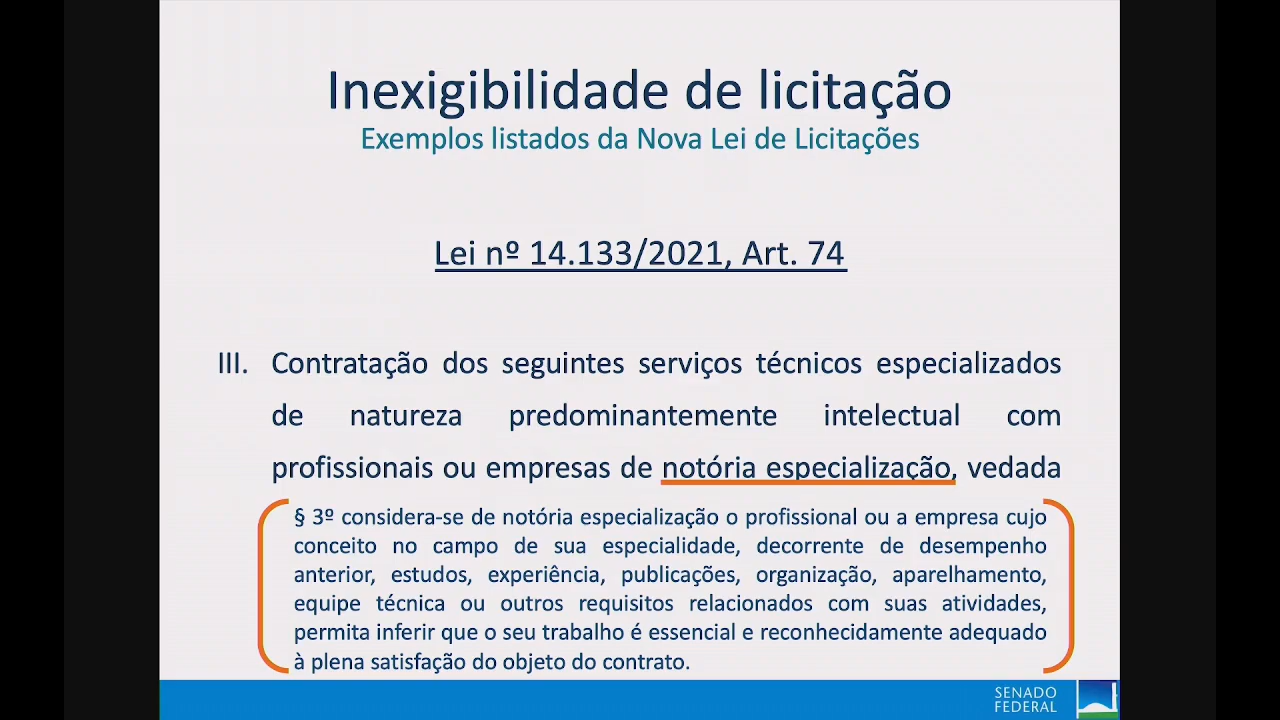 Inexigibilidade de licitação
Exemplos listados da Nova Lei de Licitações
Lei nº 14.133/2021, Art. 74
III. Contratação dos seguintes serviços técnicos especializados
de natureza predominantemente intelectual com
profissionais ou empresas de notória especialização, vedada
§ 3º considera-se de notória especialização o profissional ou a empresa cujo
conceito no campo de sua especialidade, decorrente de desempenho
anterior, estudos, experiência, publicações, organização, aparelhamento,
equipe técnica ou outros requisitos relacionados com suas atividades,
permita inferir que o seu trabalho é essencial e reconhecidamente adequado
à plena satisfação do objeto do contrato.
SENADO
FEDERAL